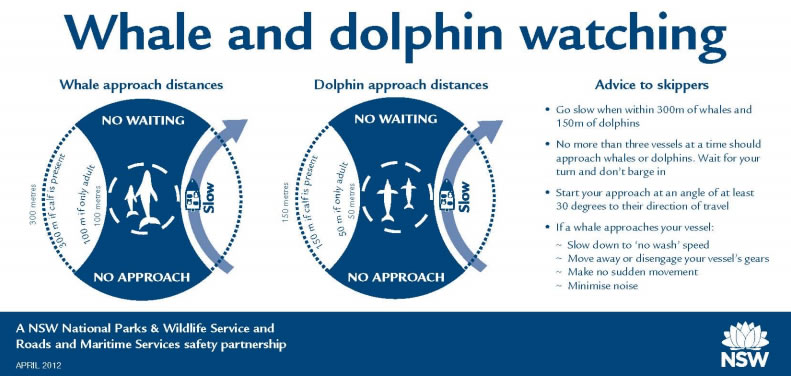 Whale and dolphin watching
Whale approach distances
NO WAITING
300 metres
300 m if calf is present
100 m if only adult
100 metres
Slow
NO APPROACH
Dolphin approach distances
NO WAITING
150 metres
150 m if calf is present
50 m if only adult
50 metres
Slow
NO APPROACH
Advice to skippers
• Go slow when within 300m of whales and
150m of dolphins
• No more than three vessels at a time should
approach whales or dolphins. Wait for your
turn and don't barge in
• Start your approach at an angle of at least
30 degrees to their direction of travel
• If a whale approaches your vessel:
~ Slow down to 'no wash' speed
~ Move away or disengage your vessel's gears
~ Make no sudden movement
~ Minimise noise
A NSW National Parks & Wildlife Service and
Roads and Maritime Services safety partnership
APRIL 2012
NSW